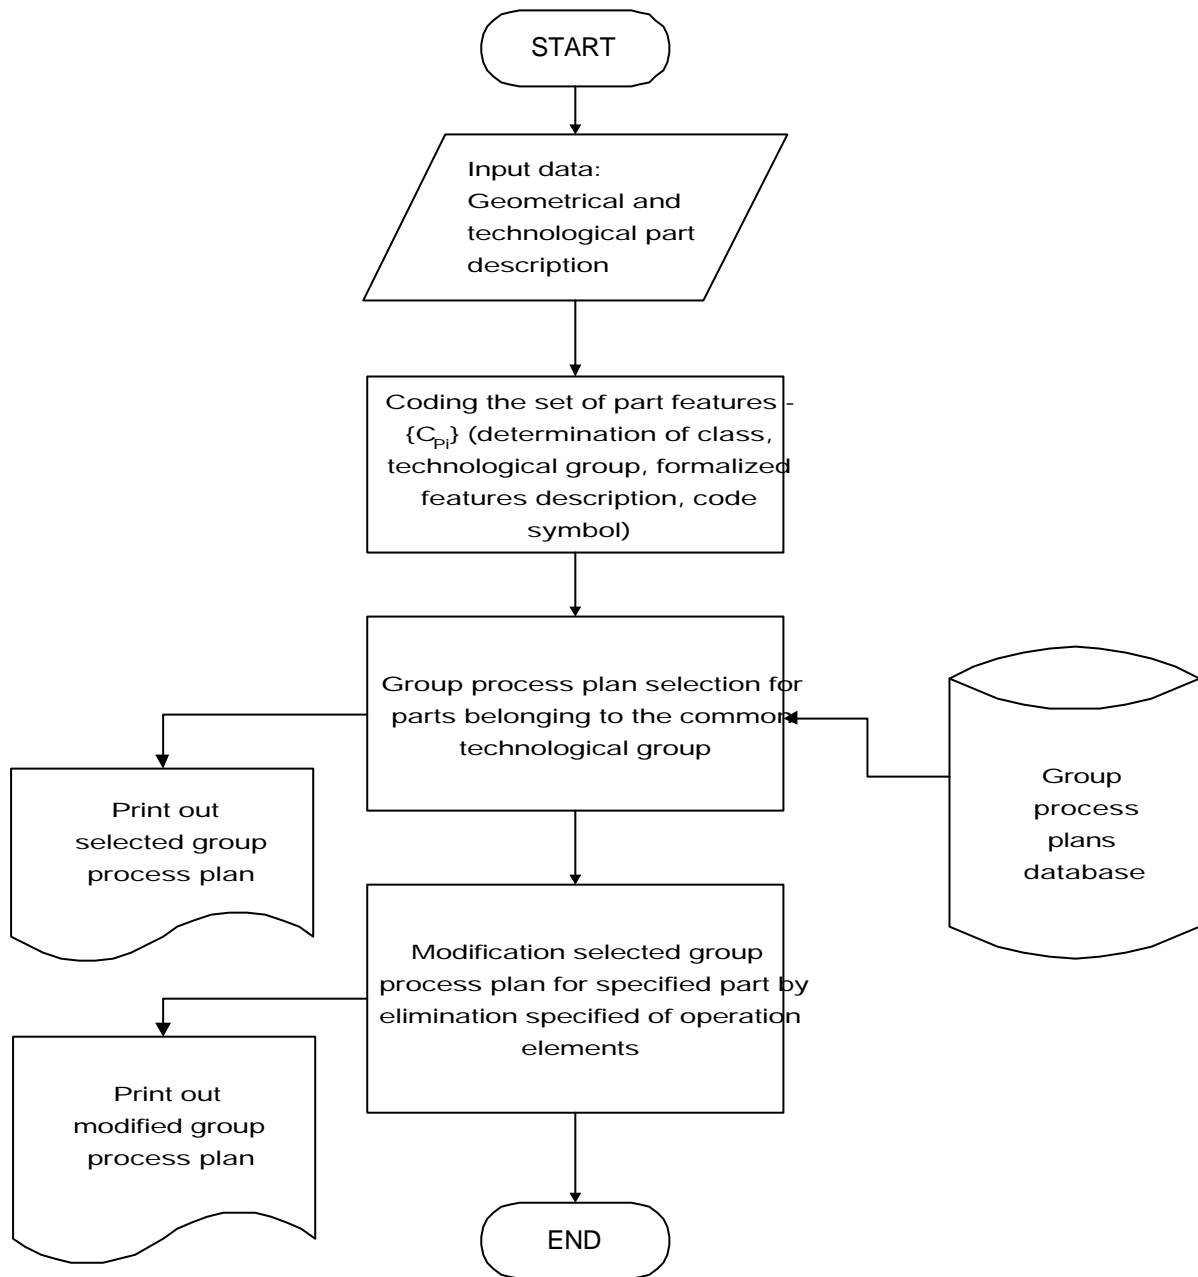 START
Input data:
Geometrical and
technological part
description
Coding the set of part features -
{C_Pi} (determination of class,
technological group, formalized
features description, code
symbol)
Group process plan selection for
parts belonging to the common
technological group
Group
process
plans
database
Print out
selected group
process plan
Modification selected group
process plan for specified part by
elimination specified of operation
elements
Print out
modified group
process plan
END